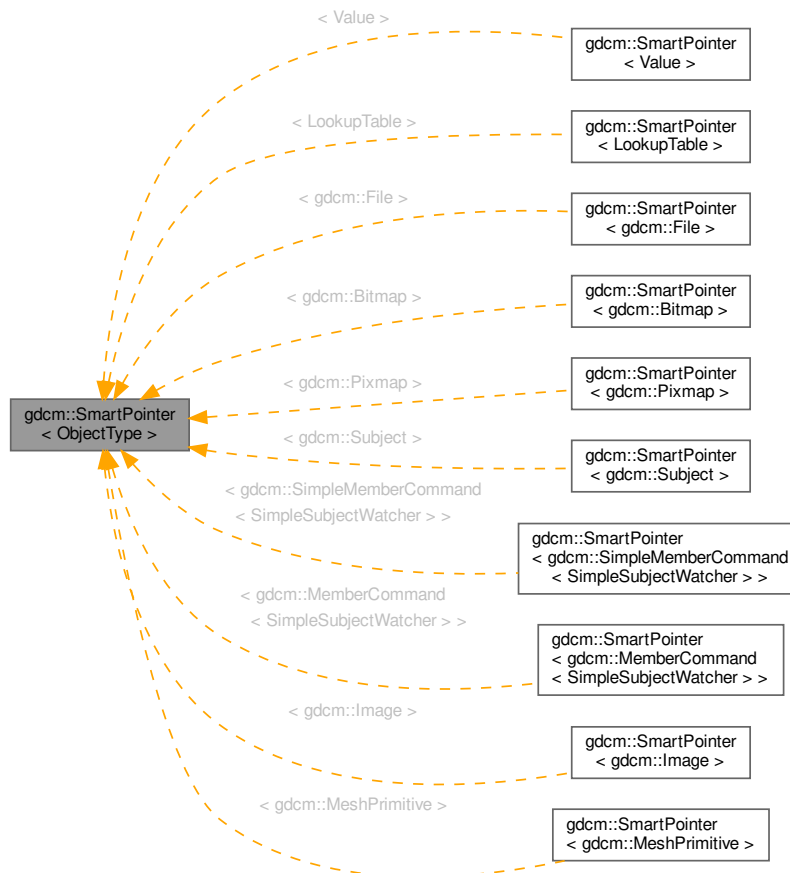 < Value >
gdcm::SmartPointer
< Value >
< LookupTable >
gdcm::SmartPointer
< LookupTable >
< gdcm::File >
gdcm::SmartPointer
< gdcm::File >
< gdcm::Bitmap >
gdcm::SmartPointer
< gdcm::Bitmap >
< gdcm::Pixmap >
gdcm::SmartPointer
< gdcm::Pixmap >
gdcm::SmartPointer
< ObjectType >
< gdcm::Subject >
gdcm::SmartPointer
< gdcm::Subject >
< gdcm::SimpleMemberCommand
< SimpleSubjectWatcher > >
gdcm::SmartPointer
< gdcm::SimpleMemberCommand
< SimpleSubjectWatcher > >
< gdcm::MemberCommand
< SimpleSubjectWatcher > >
gdcm::SmartPointer
< gdcm::MemberCommand
< SimpleSubjectWatcher > >
< gdcm::Image >
gdcm::SmartPointer
< gdcm::Image >
< gdcm::MeshPrimitive >
gdcm::SmartPointer
< gdcm::MeshPrimitive >